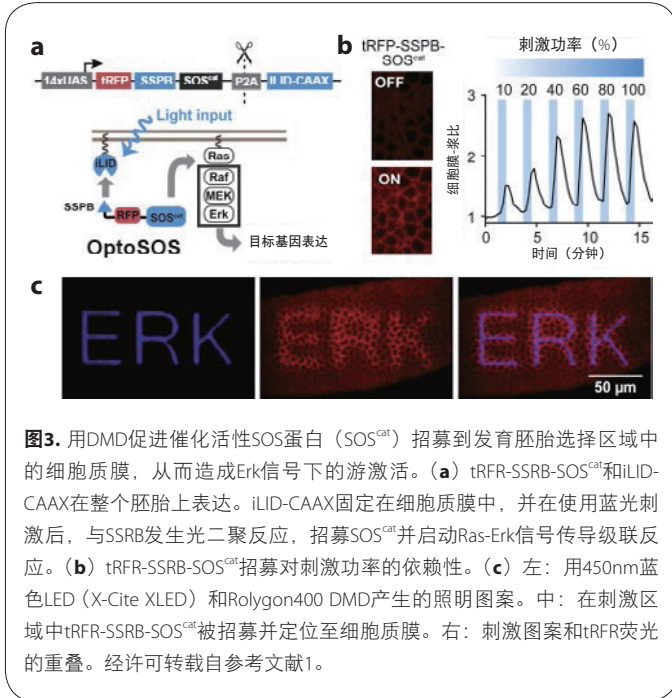 a
14xUAS tRFP SSPB SOScat P2A iLID-CAAX
Light input
iLID
Ras
Raf
MEK
Erk
SSPB
RFP
SOScat
目标基因表达
OptoSOS
b
tRFP-SSPB-
SOScat
OFF
ON
刺激功率（%）
10 20 40 60 80 100
细胞膜-浆比
3
2
1
0 5 10 15
时间（分钟）
c
ERK
ERK
ERK
50 µm
图3. 用DMD促进催化活性SOS蛋白（SOScat）招募到发育胚胎选择区域中
的细胞质膜，从而造成Erk信号下的游激活。（a）tRFR-SSRB-SOScat和iLID-
CAAX在整个胚胎上表达。iLID-CAAX固定在细胞质膜中，并在使用蓝光刺
激后，与SSRB发生光二聚反应，招募SOScat并启动Ras-Erk信号传导级联反
应。（b）tRFR-SSRB-SOScat招募对刺激功率的依赖性。（c）左：用450nm蓝
色LED（X-Cite XLED）和Rolygon400 DMD产生的照明图案。中：在刺激区
域中tRFR-SSRB-SOScat被招募并定位至细胞质膜。右：刺激图案和tRFR荧光
的重叠。经许可转载自参考文献1。